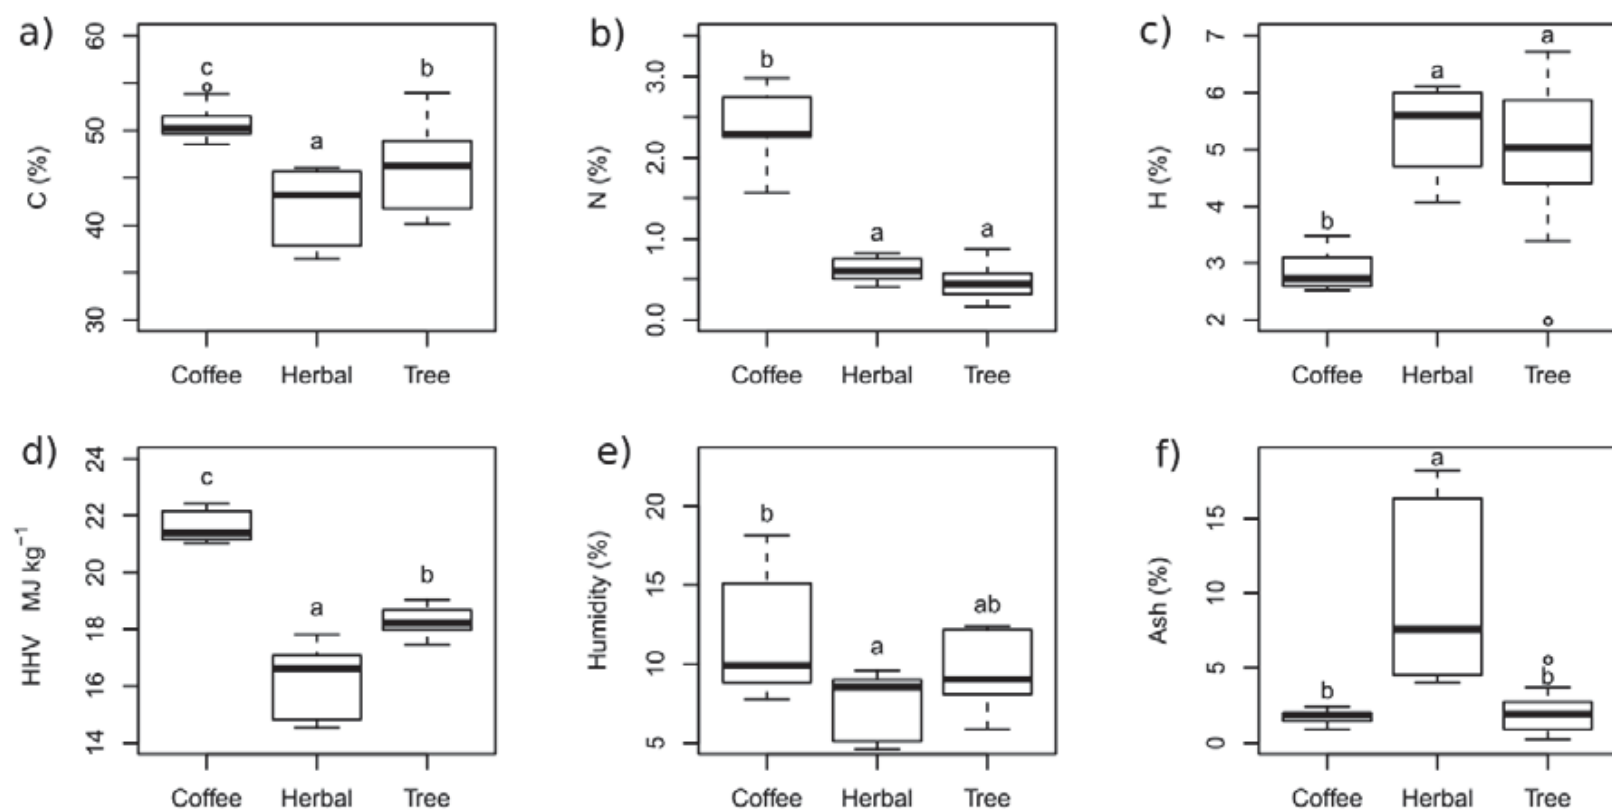 a)
C (%)
60
50
40
30
c
a
b
Coffee Herbal Tree
b)
N (%)
3.0
2.0
1.0
0.0
b
a
a
Coffee Herbal Tree
c)
H (%)
7
6
5
4
3
2
b
a
a
Coffee Herbal Tree
d)
HHV MJ kg⁻¹
24
22
20
18
16
14
c
a
b
Coffee Herbal Tree
e)
Humidity (%)
20
15
10
5
b
a
ab
Coffee Herbal Tree
f)
Ash (%)
15
10
5
0
b
a
b
Coffee Herbal Tree